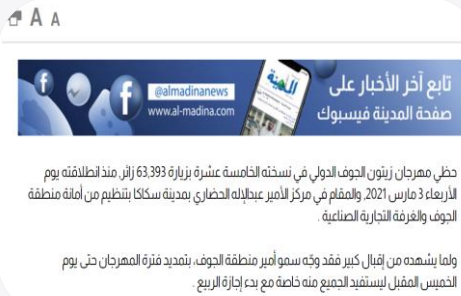 A A
تابع آخر الأخبار على
صفحة المدينة فيسبوك
المدينة
@almadinanews
www.al-madina.com
حظي مهرجان زيتون الجوف الدولي في نسخته الخامسة عشرة بزيارة 63,393 زائر, منذ انطلاقته يوم
الأربعاء 3 مارس 2021, والمقام في مركز الأمير عبدالإله الحضاري بمدينة سكاكا بتنظيم من أمانة منطقة
الجوف والغرفة التجارية الصناعية .
ولما يشهده من إقبال كبير فقد وجّه سمو أمير منطقة الجوف، بتمديد فترة المهرجان حتى يوم
الخميس المقبل ليستفيد الجميع منه خاصة مع بدء إجازة الربيع .